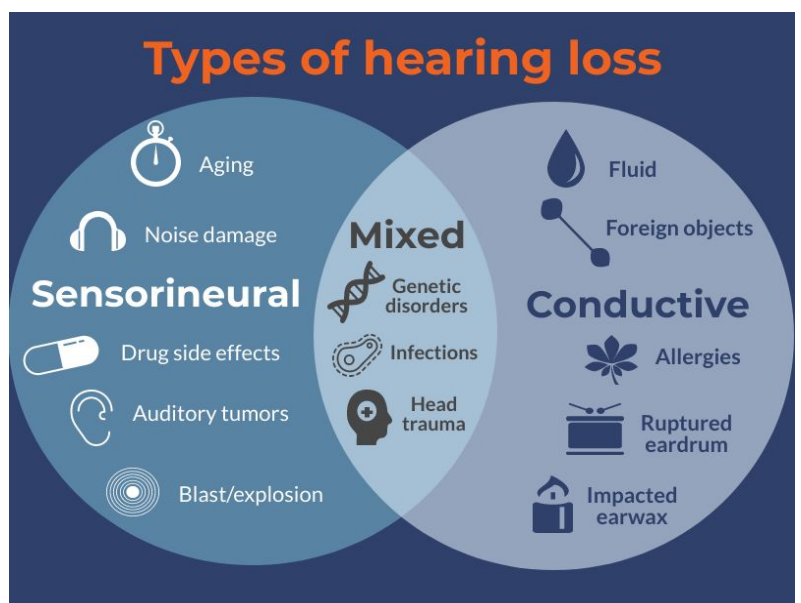 Types of hearing loss
Aging
Noise damage
Sensorineural
Drug side effects
Auditory tumors
Blast/explosion
Mixed
Genetic
disorders
Infections
Head
trauma
Fluid
Foreign objects
Conductive
Allergies
Ruptured
eardrum
Impacted
earwax